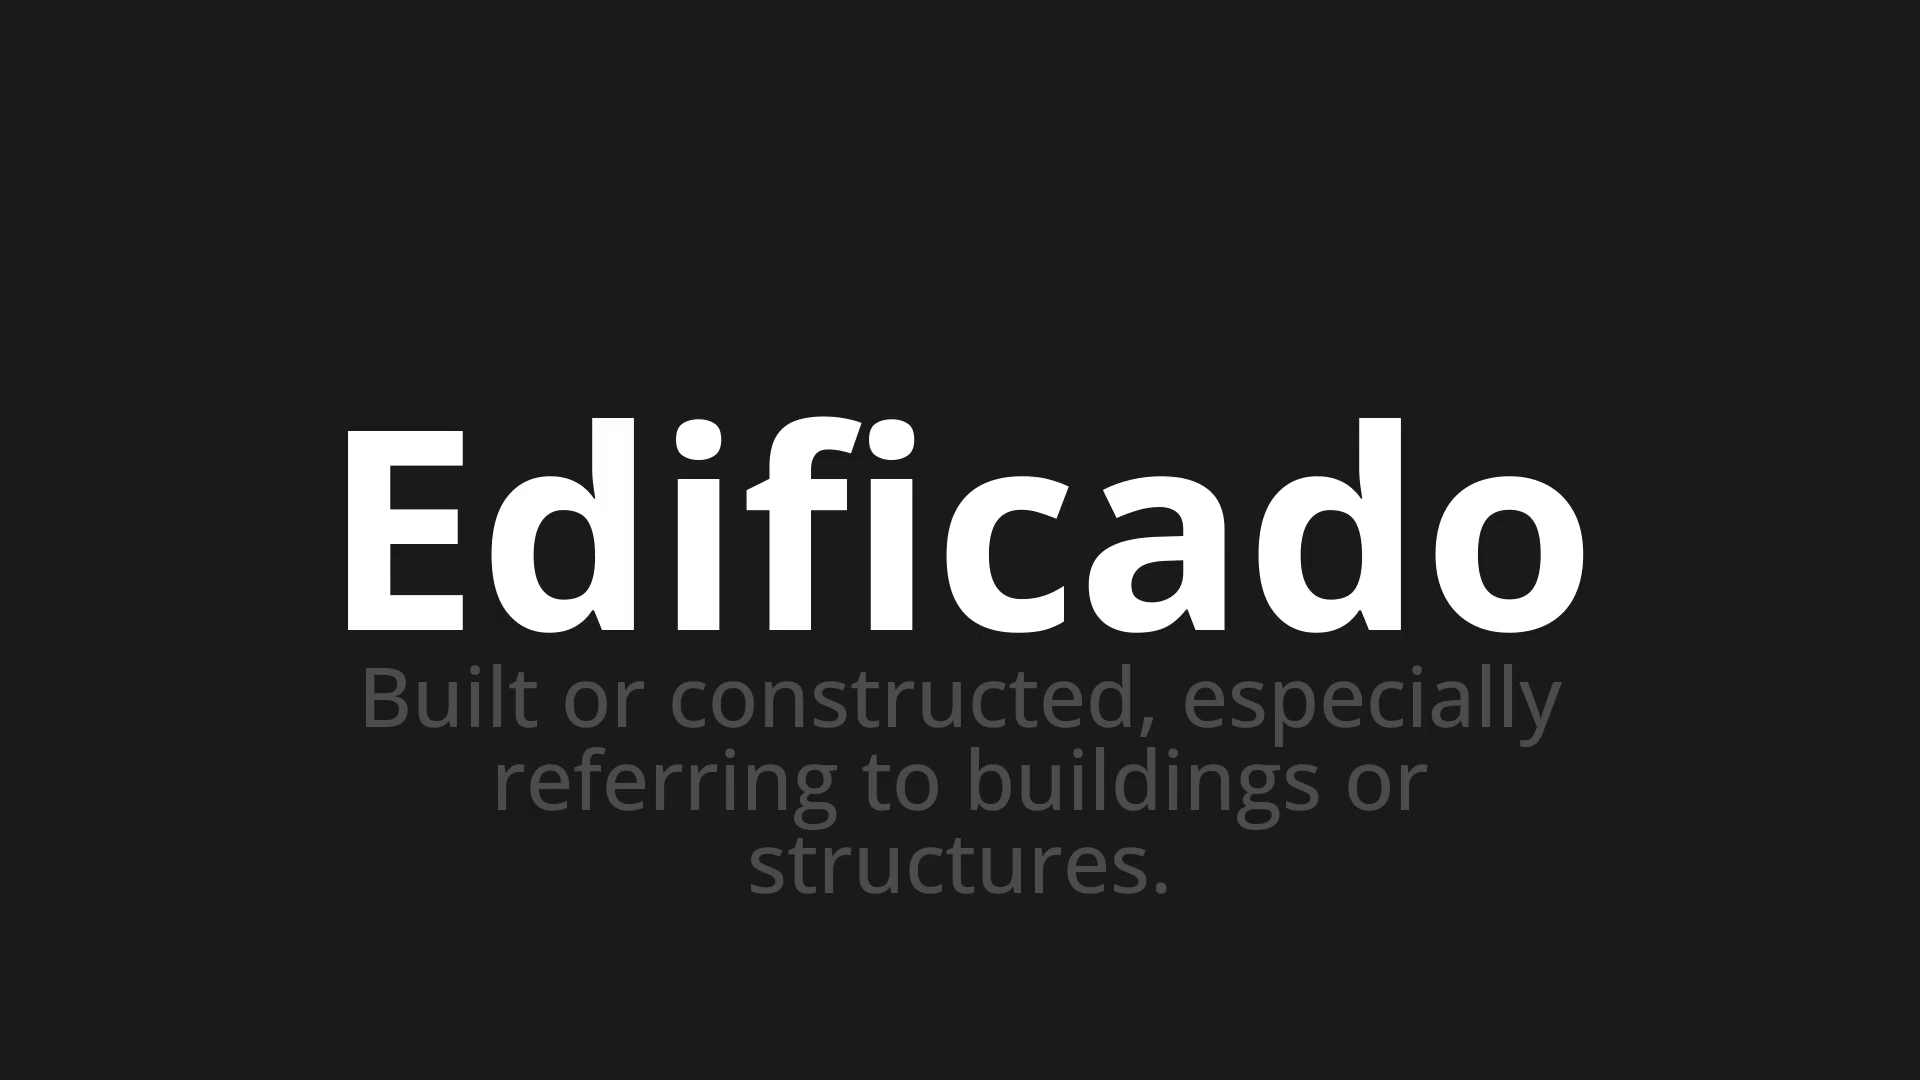 Edificado
Built or constructed, especially
referring to buildings or
structures.